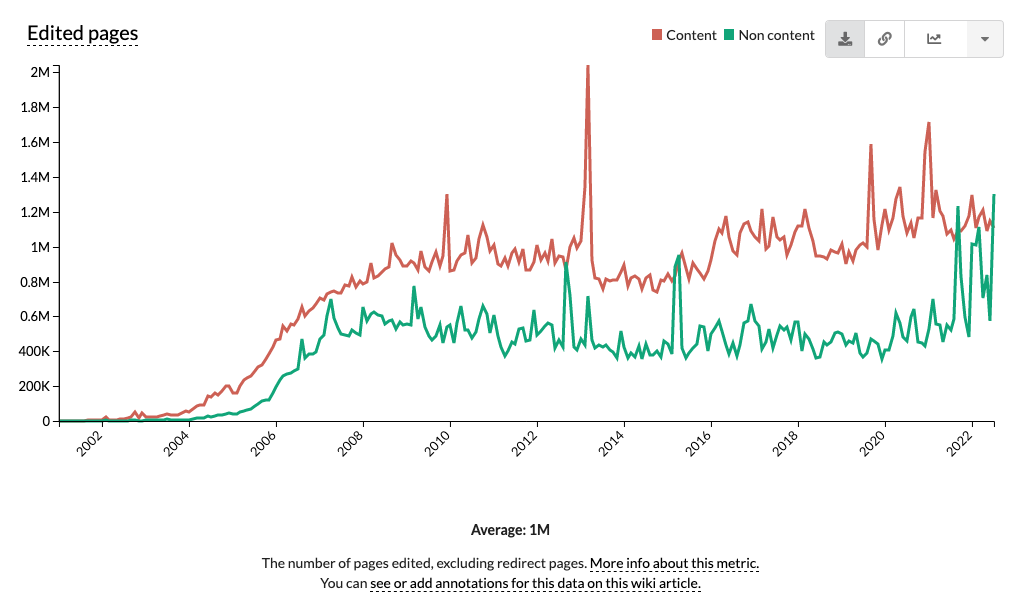 Edited pages
Content Non content
2M
1.8M
1.6M
1.4M
1.2M
1M
0.8M
0.6M
400K
200K
0
2002 2004 2006 2008 2010 2012 2014 2016 2018 2020 2022
Average: 1M
The number of pages edited, excluding redirect pages. More info about this metric.
You can see or add annotations for this data on this wiki article.